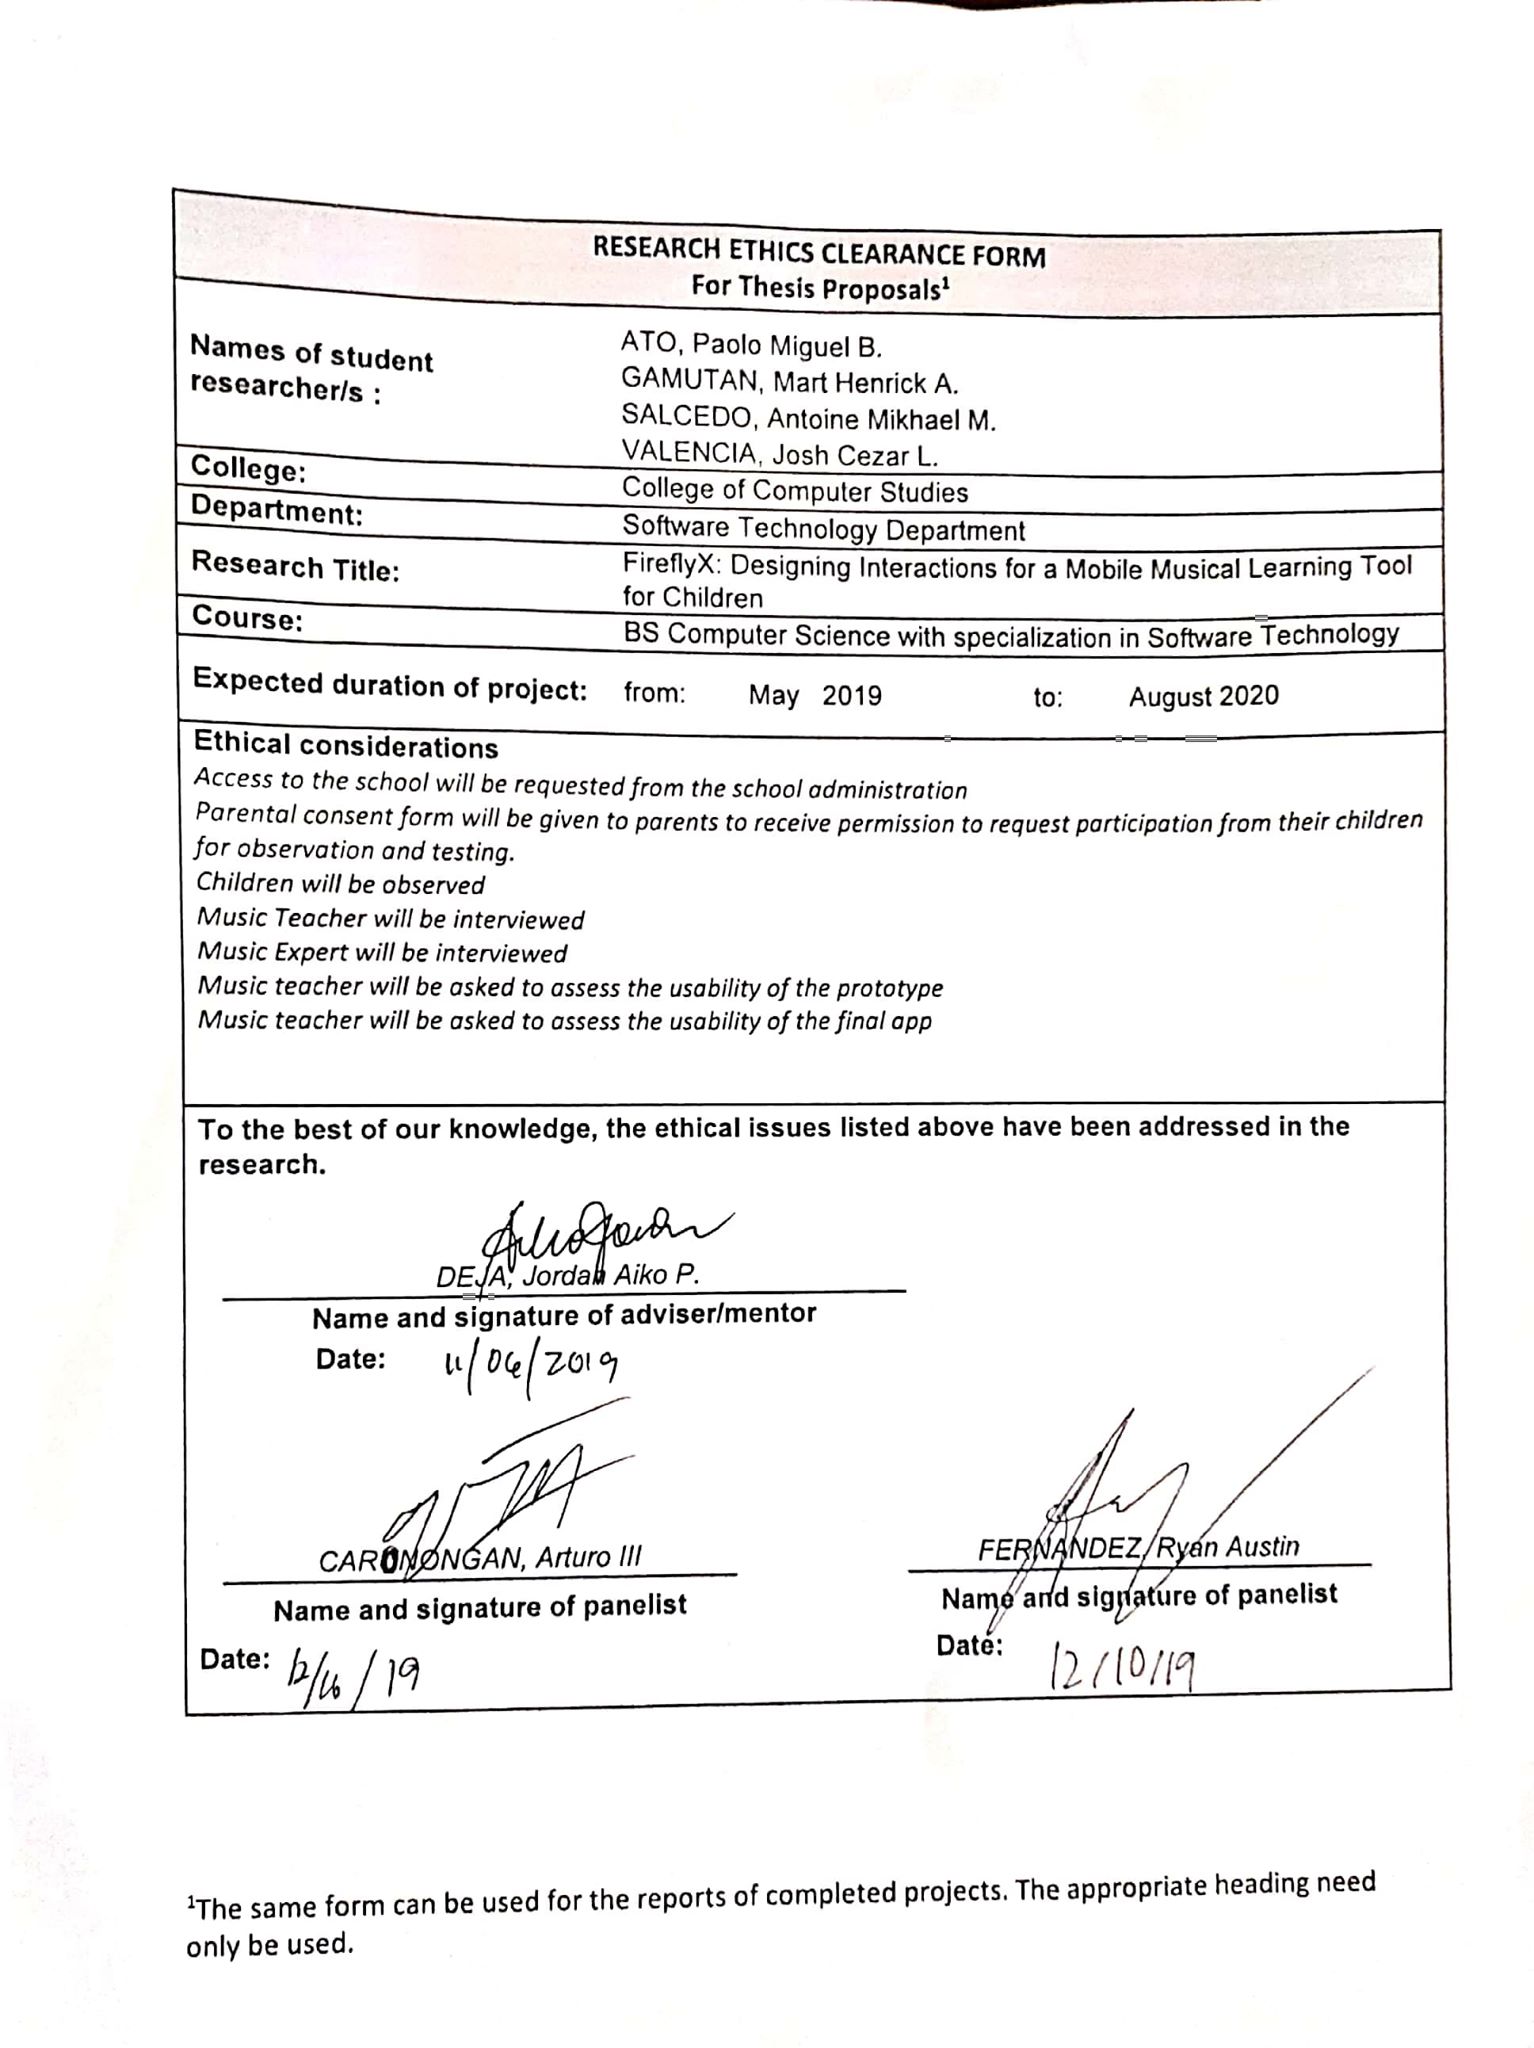 RESEARCH ETHICS CLEARANCE FORM
For Thesis Proposals¹
Names of student
researcher/s :
ATO, Paolo Miguel B.
GAMUTAN, Mart Henrick A.
SALCEDO, Antoine Mikhael M.
VALENCIA, Josh Cezar L.
College:
College of Computer Studies
Department:
Software Technology Department
Research Title:
FireflyX: Designing Interactions for a Mobile Musical Learning Tool
for Children
Course:
BS Computer Science with specialization in Software Technology
Expected duration of project: from: May 2019 to: August 2020
Ethical considerations
Access to the school will be requested from the school administration
Parental consent form will be given to parents to receive permission to request participation from their children
for observation and testing.
Children will be observed
Music Teacher will be interviewed
Music Expert will be interviewed
Music teacher will be asked to assess the usability of the prototype
Music teacher will be asked to assess the usability of the final app
To the best of our knowledge, the ethical issues listed above have been addressed in the
research.
DEJA, Jordan Aiko P.
Name and signature of adviser/mentor
Date: 11/06/2019
CARONONGAN, Arturo III
FERNANDEZ, Ryan Austin
Name and signature of panelist
Name and signature of panelist
Date:
Date: 12/10/19
¹The same form can be used for the reports of completed projects. The appropriate heading need
only be used.